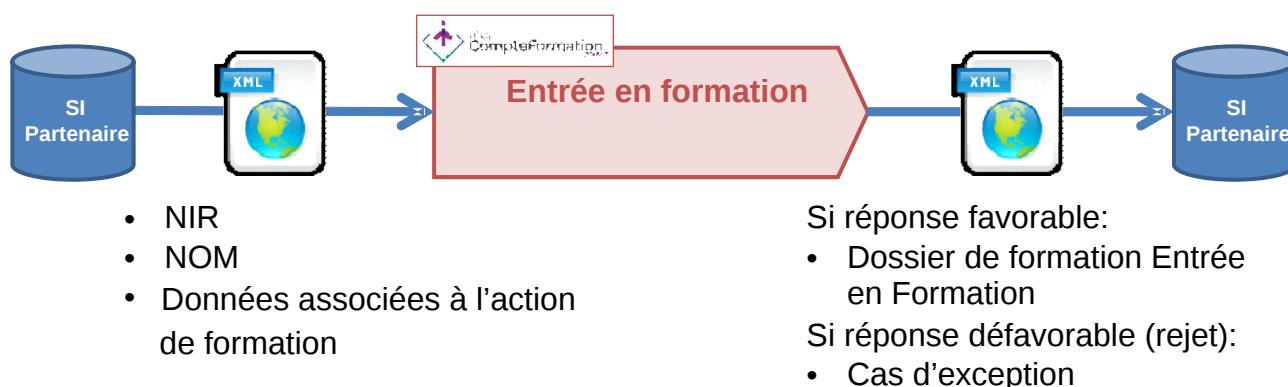 CompteFormation
XML
XML
Entrée en formation
SI
Partenaire
SI
Partenaire
• NIR
• NOM
• Données associées à l’action
de formation
Si réponse favorable:
• Dossier de formation Entrée
en Formation
Si réponse défavorable (rejet):
• Cas d’exception